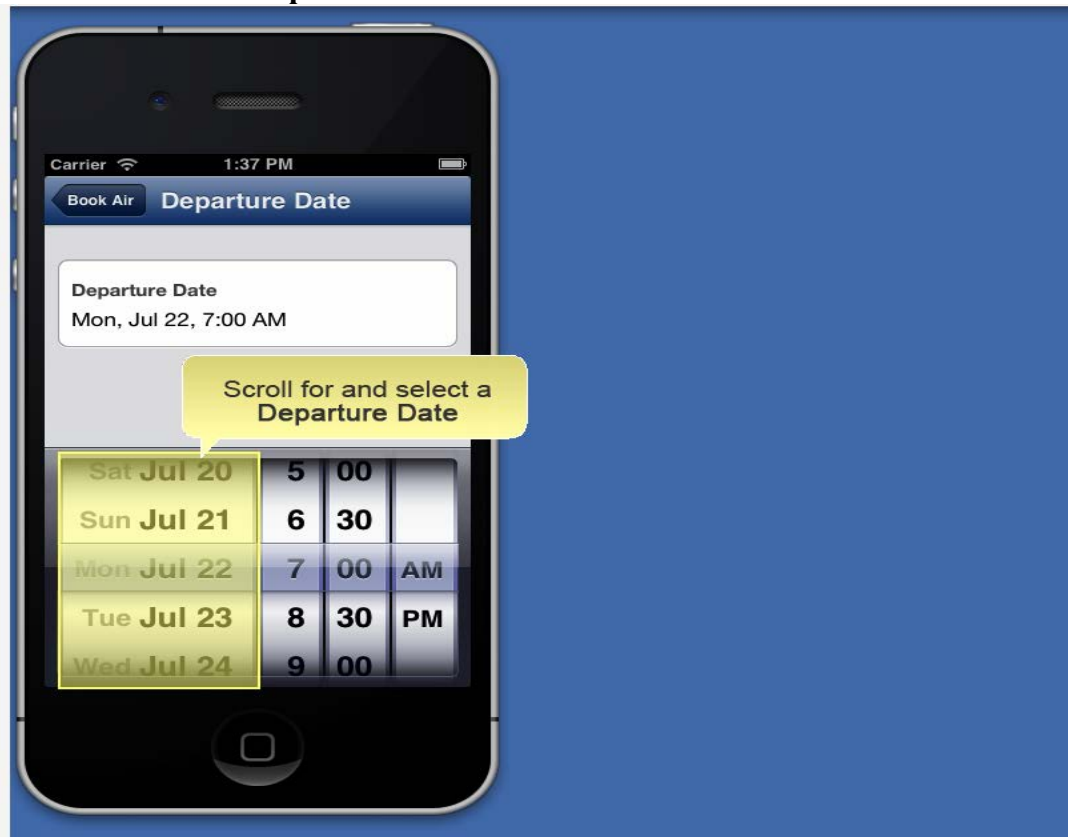 Carrier 1:37 PM
Book Air Departure Date
Departure Date
Mon, Jul 22, 7:00 AM
Scroll for and select a
Departure Date
Sat Jul 20 5 00
Sun Jul 21 6 30
Mon Jul 22 7 00 AM
Tue Jul 23 8 30 PM
Wed Jul 24 9 00